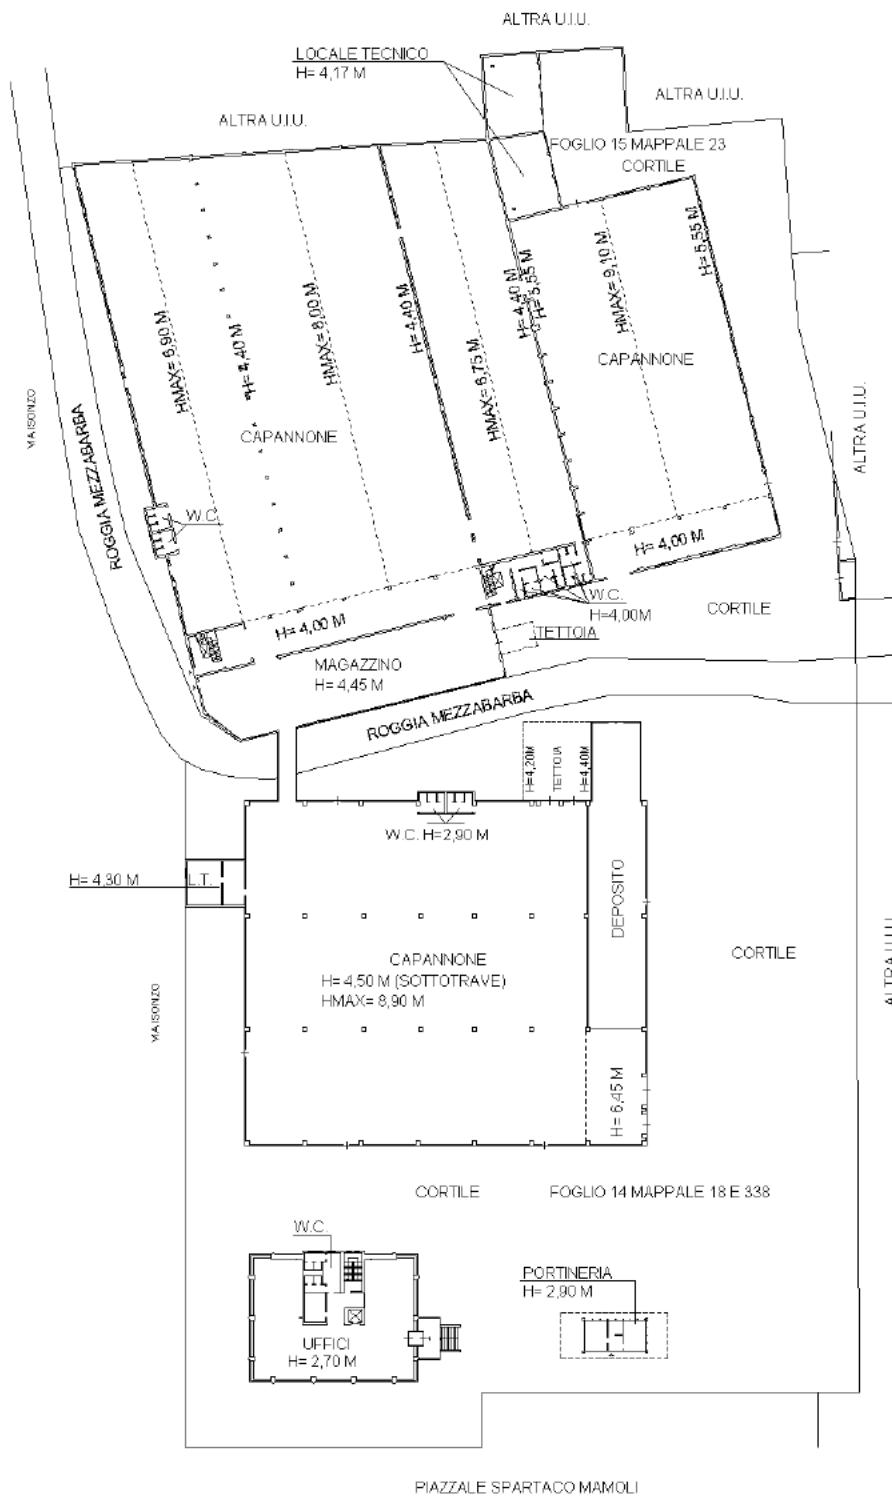 ALTRA U.I.U.
LOCALE TECNICO
H= 4,17 M
ALTRA U.I.U.
ALTRA U.I.U.
FOGLIO 15 MAPPALE 23
CORTILE
HMAX= 6,90 M
H= 4,40 M
HMAX= 8,00 M
H= 4,40 M
HMAX= 6,75 M
H= 4,40 M
H= 5,55 M
HMAX= 9,10 M
H= 5,55 M
CAPANNONE
CAPANNONE
ALTRA U.I.U.
ROGGIA MEZZABARBA
W.C.
H= 4,00 M
W.C.
H=4,00M
CORTILE
H= 4,00 M
TETTOIA
MAGAZZINO
H= 4,45 M
ROGGIA MEZZABARBA
H=4,20M
TETTOIA
H=4,40M
W.C. H=2,90 M
H= 4,30 M
L.T.
DEPOSITO
CAPANNONE
H= 4,50 M (SOTTOTRAVE)
HMAX= 8,90 M
CORTILE
ALTRA U.I.U.
H= 6,45 M
CORTILE
FOGLIO 14 MAPPALE 18 E 338
W.C.
PORTINERIA
H= 2,90 M
UFFICI
H= 2,70 M
PIAZZALE SPARTACO MAMOLI